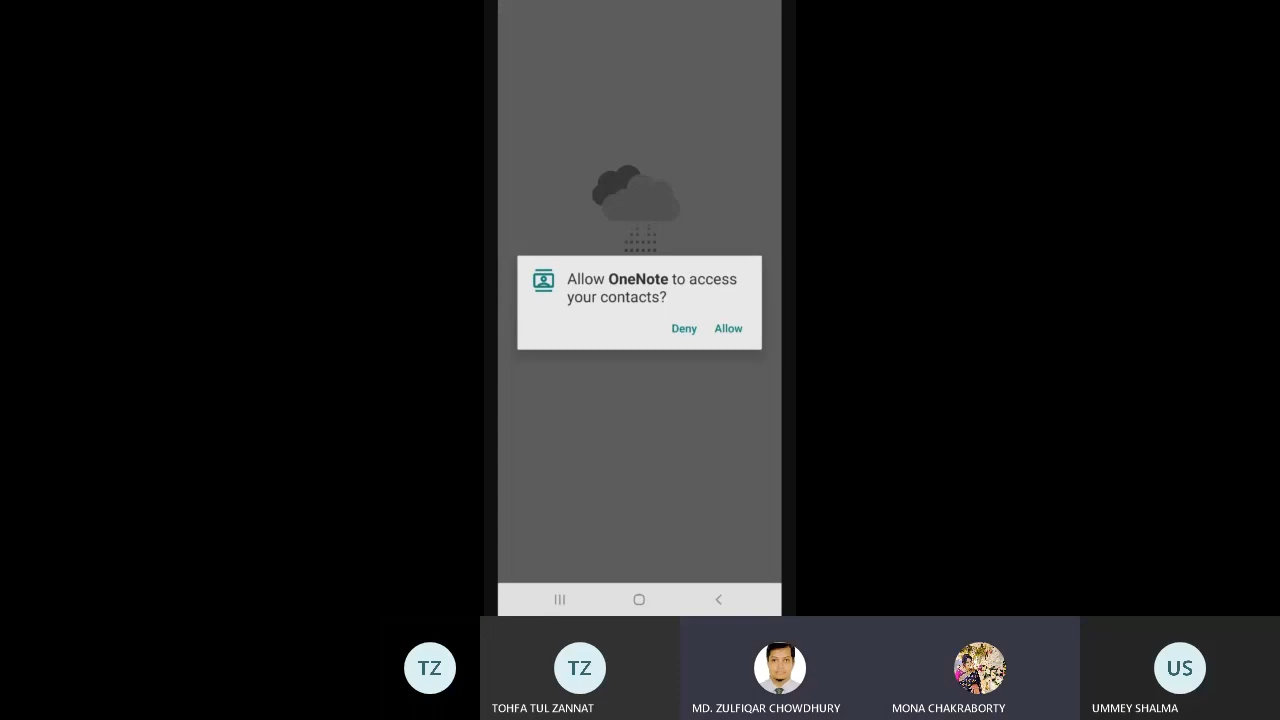 Allow OneNote to access
your contacts?
Deny Allow
TZ
TZ
US
TOHFA TUL ZANNAT
MD. ZULFIQAR CHOWDHURY
MONA CHAKRABORTY
UMMEY SHALMA